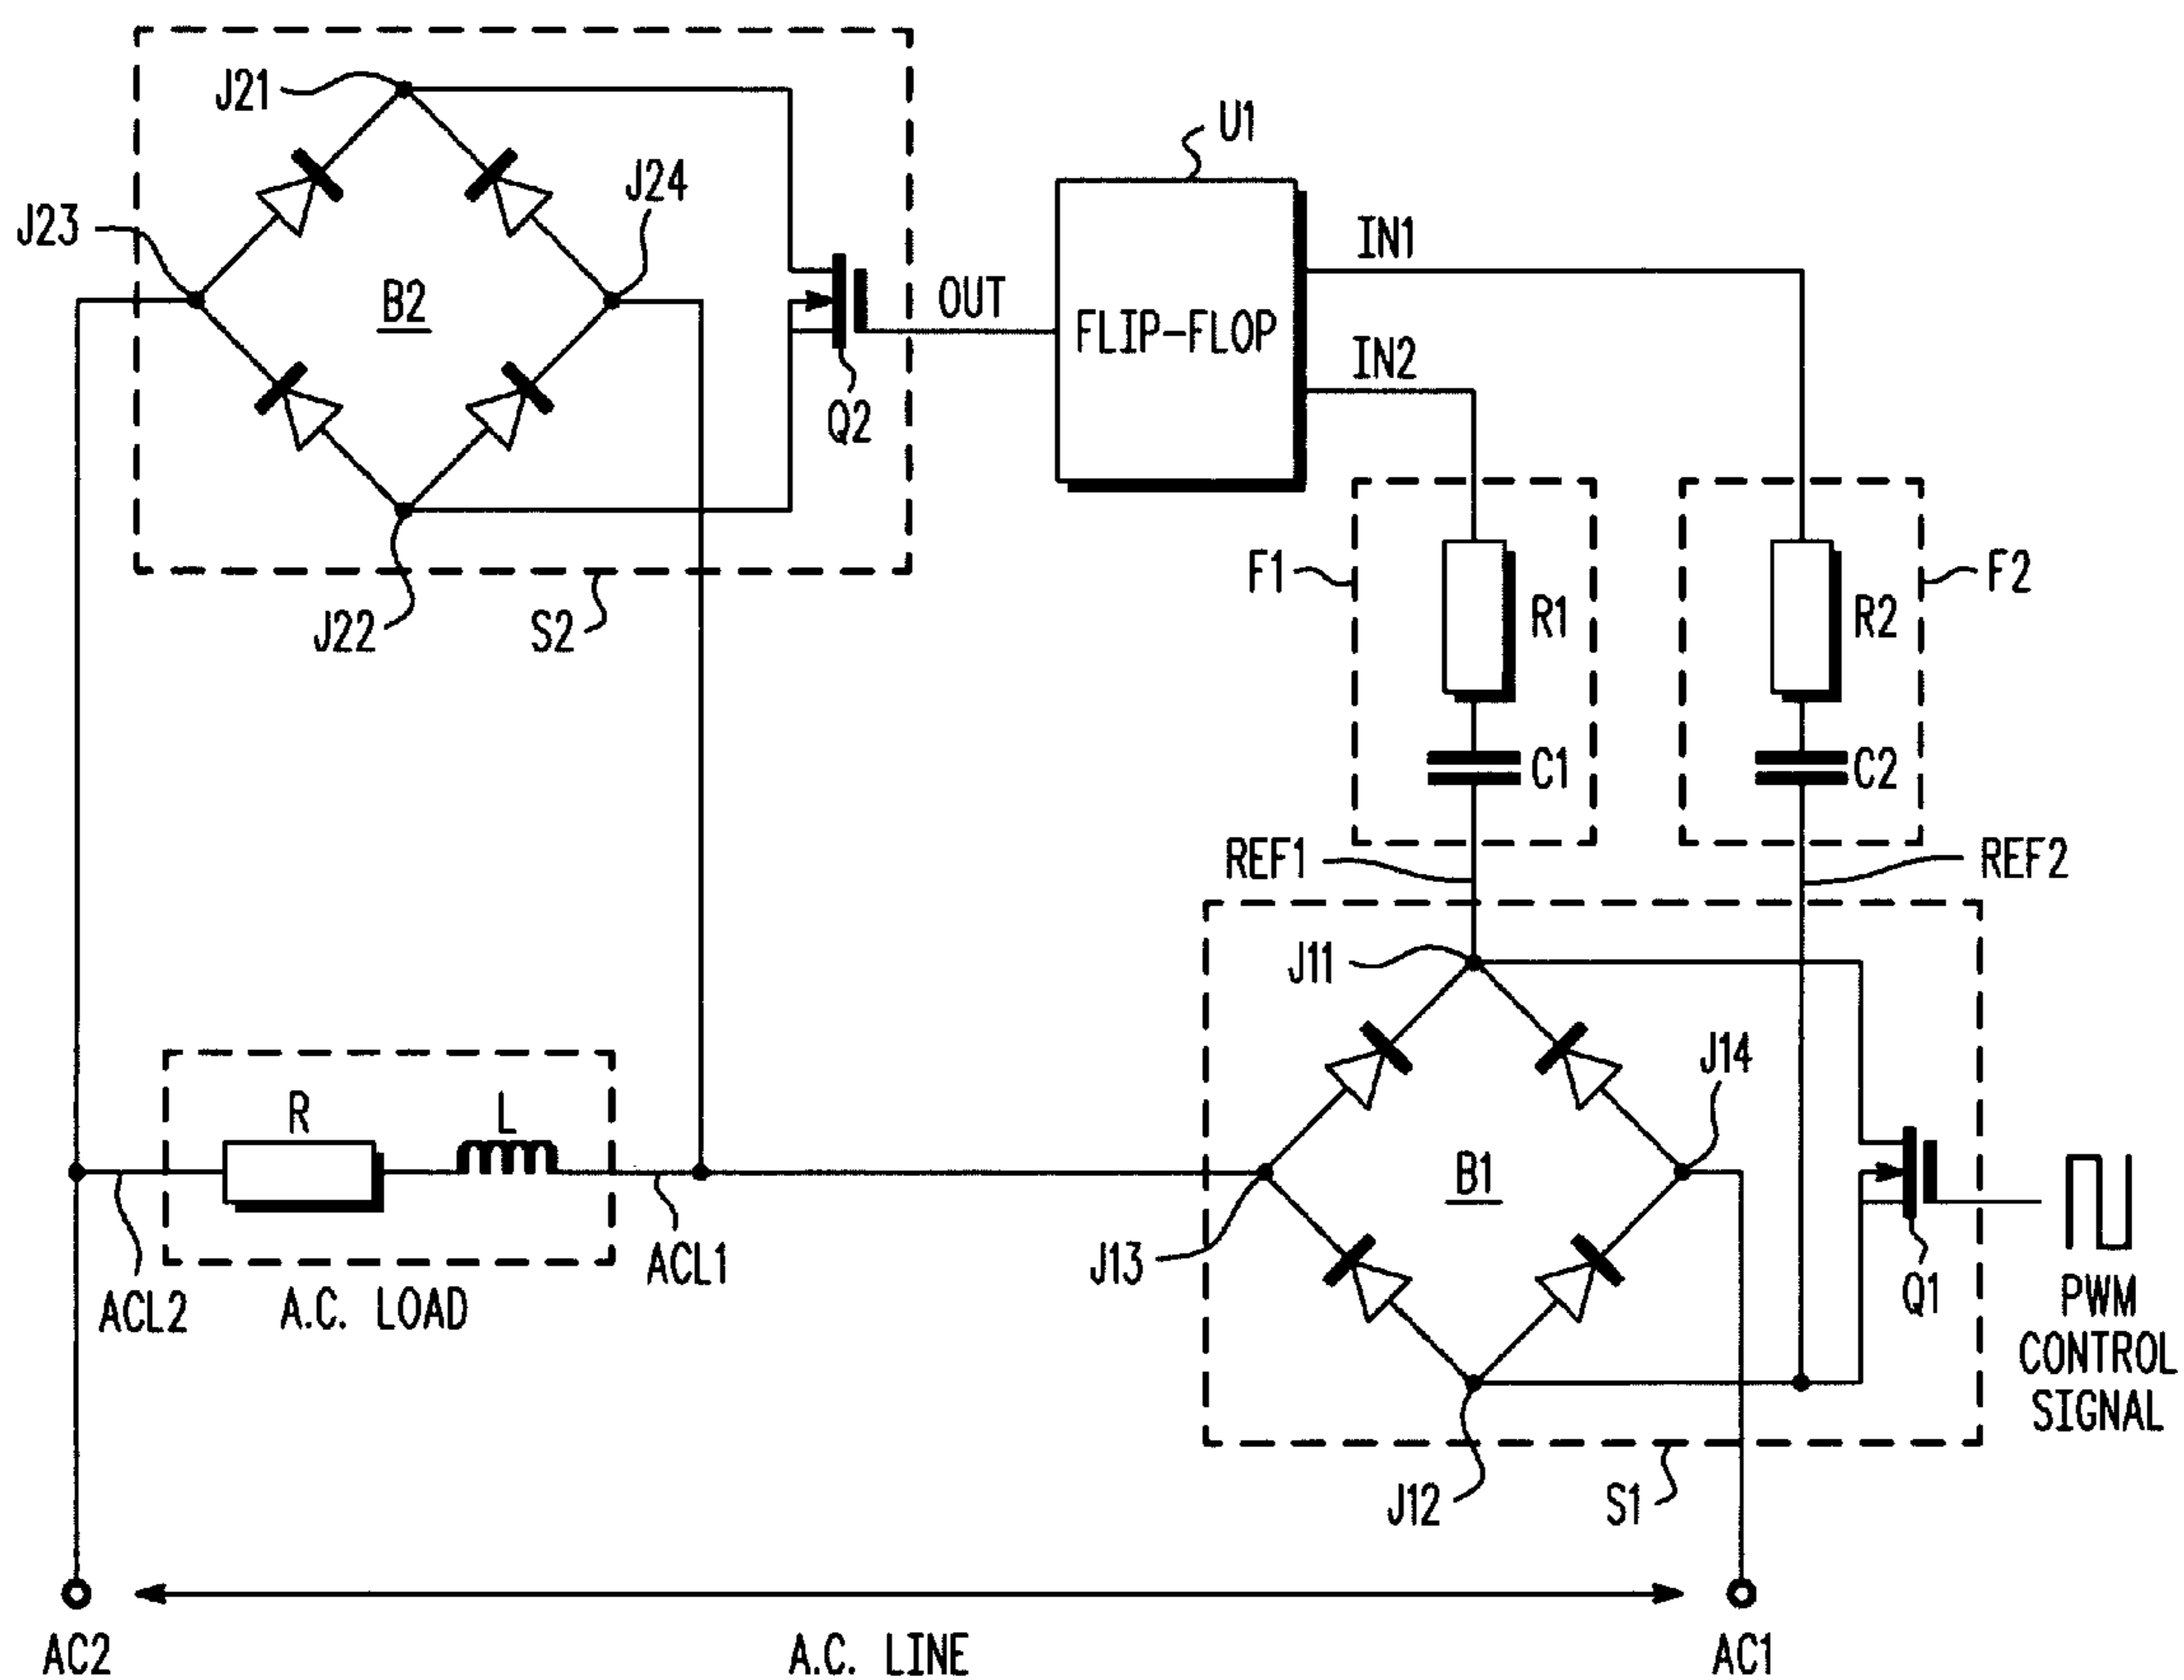 J21
U1
J24
J23
IN1
B2
OUT
FLIP-FLOP
IN2
Q2
F1
F2
R1
R2
J22
S2
C1
C2
REF1
REF2
J11
J14
R
L
B1
J13
ACL1
Q1
ACL2
A.C. LOAD
PWM
CONTROL
SIGNAL
J12
S1
AC2
A.C. LINE
AC1